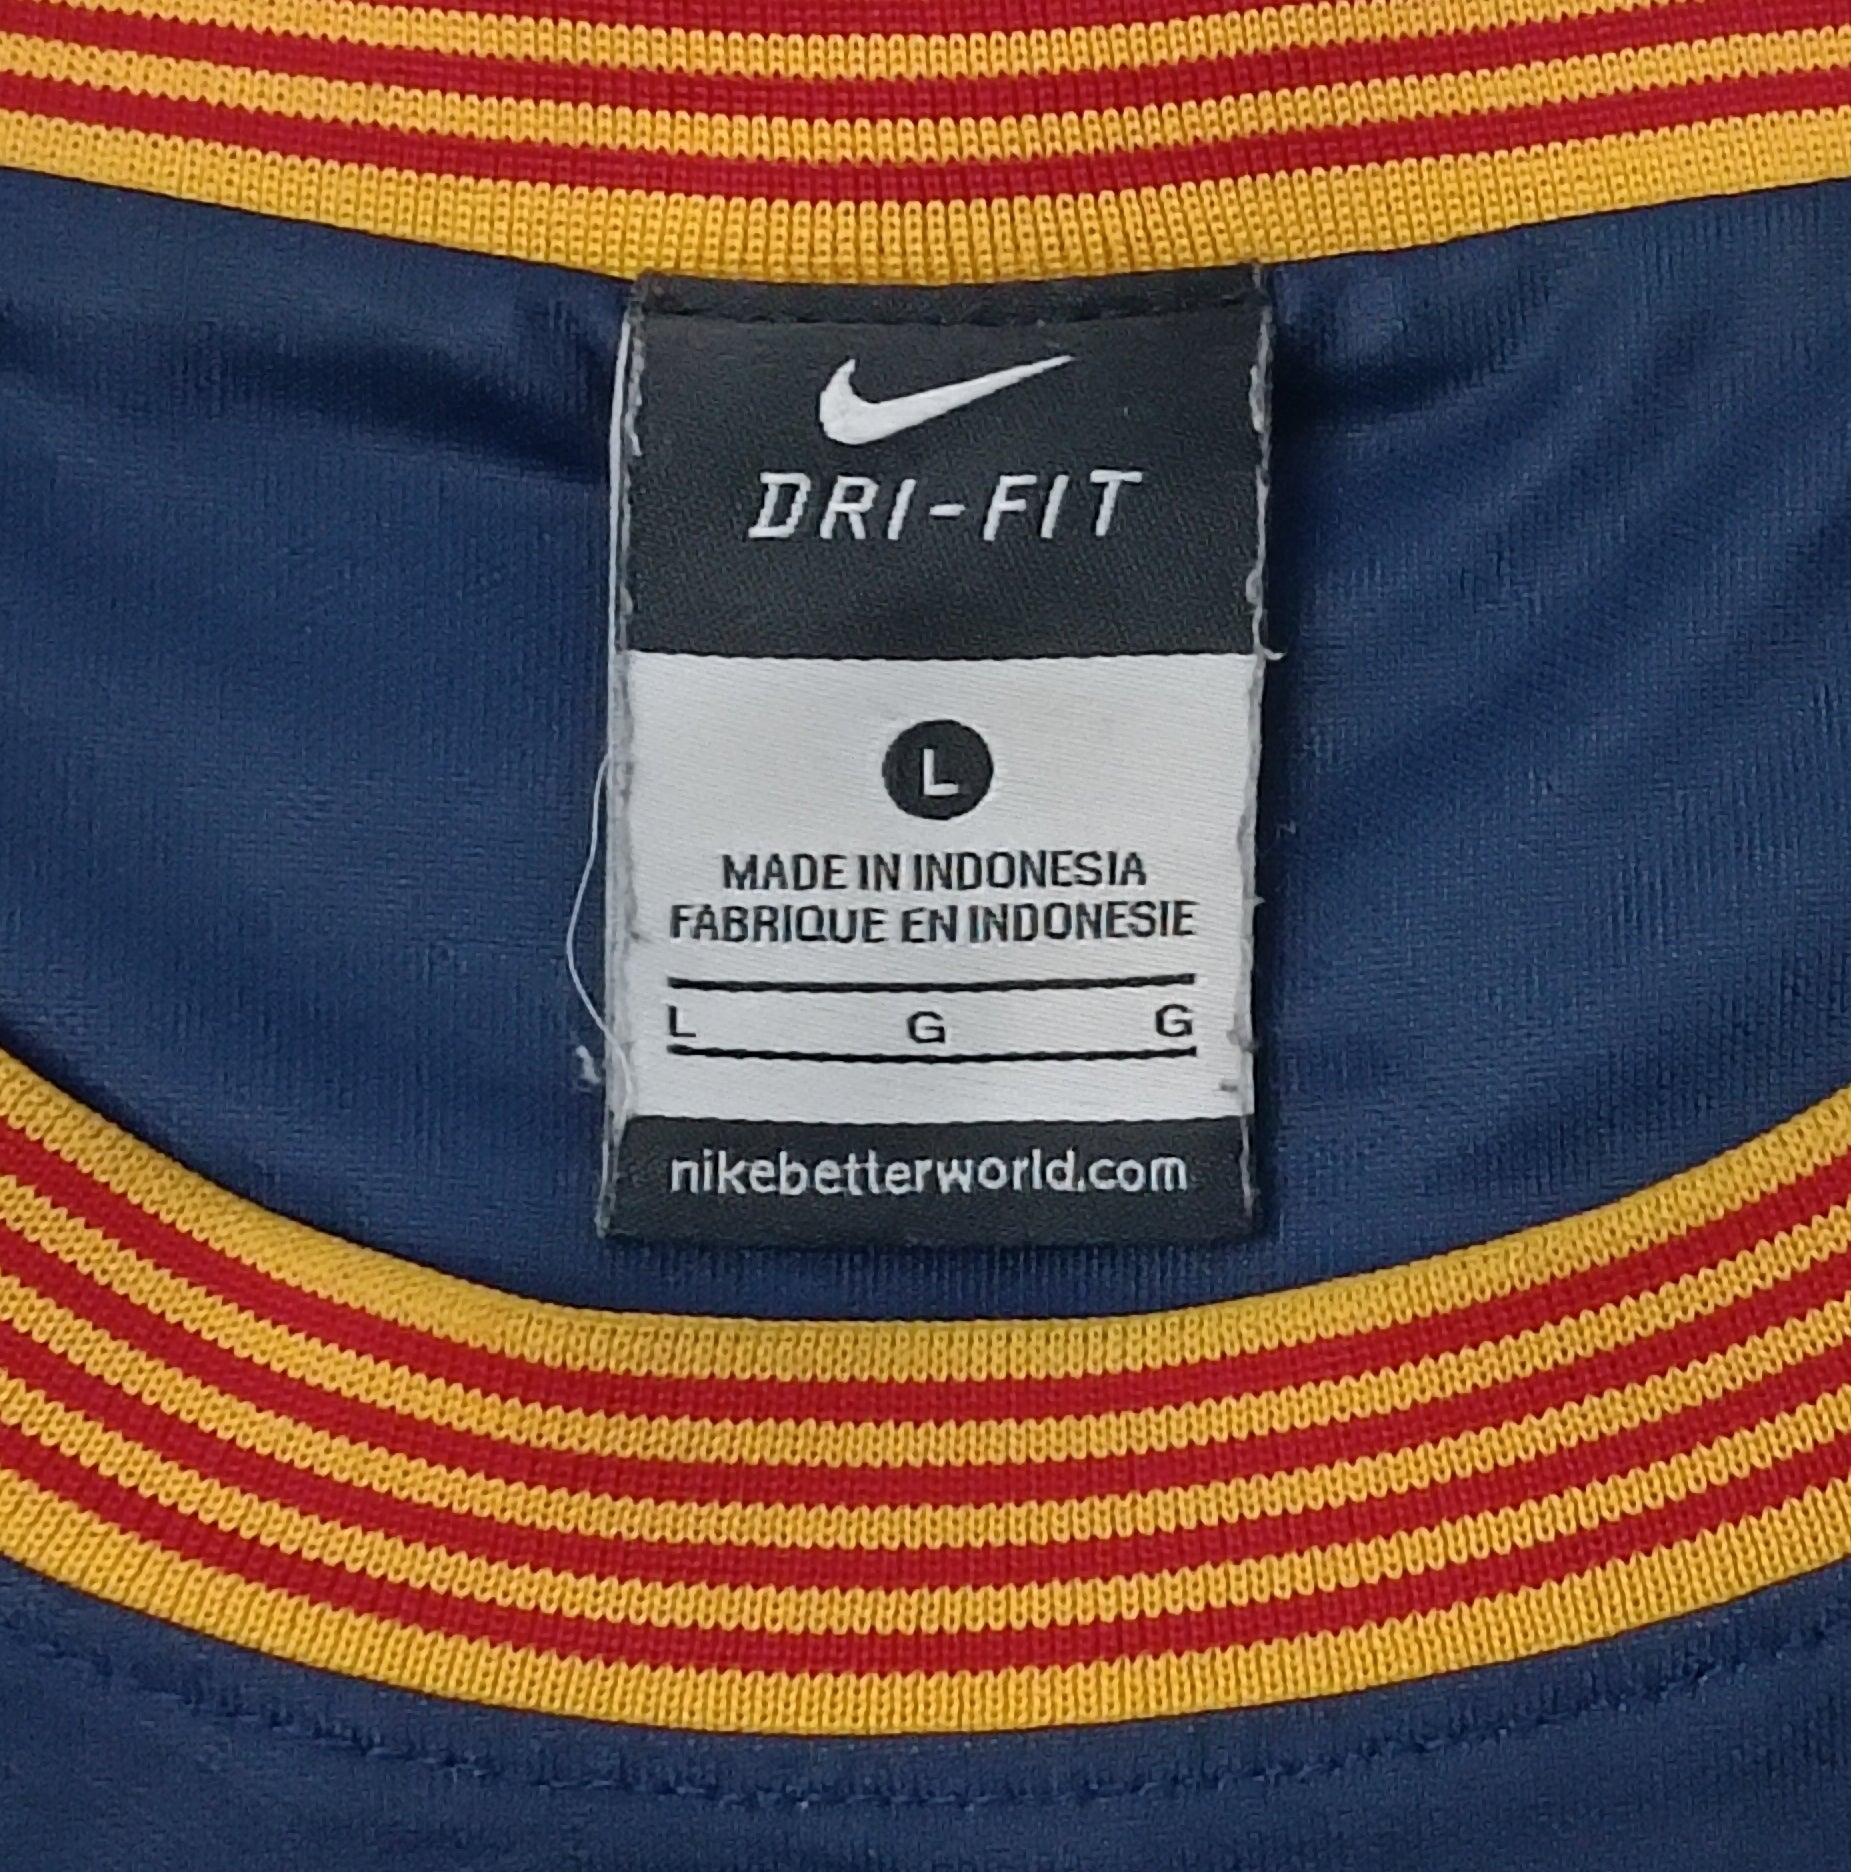 DRI-FIT
L
MADE IN INDONESIA
FABRIQUE EN INDONESIE
L G G
nikebetterworld.com